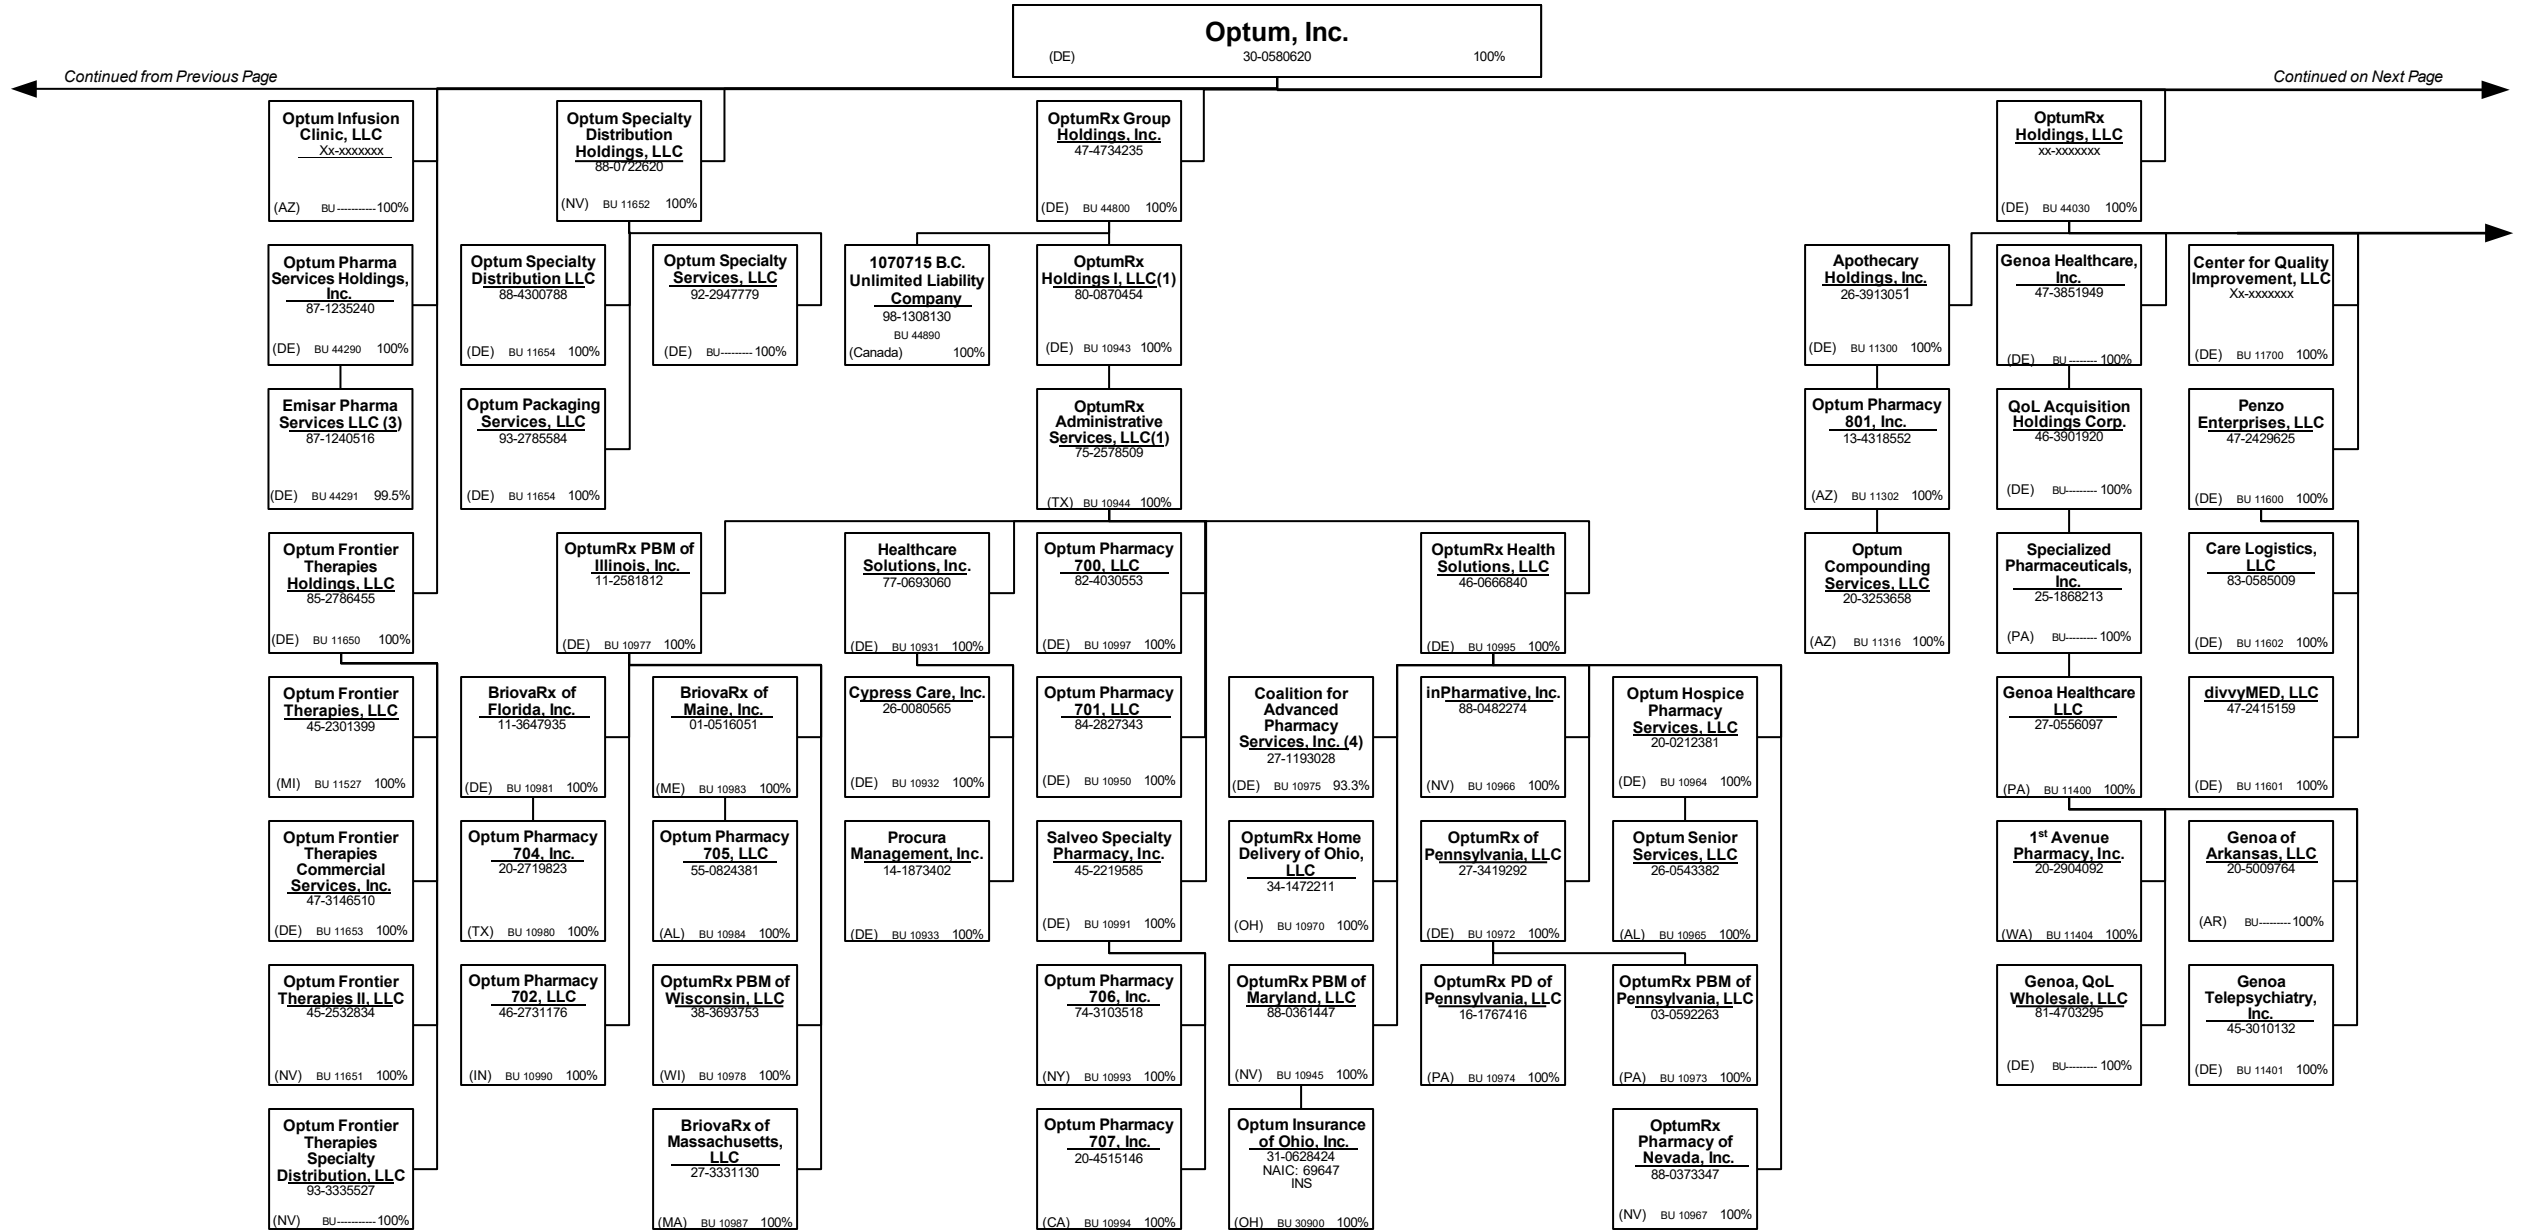 Optum, Inc.
(DE) 30-0580620 100%
Continued from Previous Page
Continued on Next Page
Optum Infusion
Clinic, LLC
Xx-xxxxxxx
(AZ) BU ----------- 100%
Optum Specialty
Distribution
Holdings, LLC
88-0722620
(NV) BU 11652 100%
OptumRx Group
Holdings, Inc.
47-4734235
(DE) BU 44800 100%
OptumRx
Holdings, LLC
xx-xxxxxxx
(DE) BU 44030 100%
Optum Pharma
Services Holdings,
Inc.
87-1235240
(DE) BU 44290 100%
Optum Specialty
Distribution LLC
88-4300788
(DE) BU 11654 100%
Optum Specialty
Services, LLC
92-2947779
(DE) BU--------- 100%
1070715 B.C.
Unlimited Liability
Company
98-1308130
BU 44890
(Canada) 100%
OptumRx
Holdings I, LLC(1)
80-0870454
(DE) BU 10943 100%
Apothecary
Holdings, Inc.
26-3913051
(DE) BU 11300 100%
Genoa Healthcare,
Inc.
47-3851949
(DE) BU -------- 100%
Center for Quality
Improvement, LLC
Xx-xxxxxxx
(DE) BU 11700 100%
Emisar Pharma
Services LLC (3)
87-1240516
(DE) BU 44291 99.5%
Optum Packaging
Services, LLC
93-2785584
(DE) BU 11654 100%
OptumRx
Administrative
Services, LLC(1)
75-2578509
(TX) BU 10944 100%
Optum Pharmacy
801, Inc.
13-4318552
(AZ) BU 11302 100%
QoL Acquisition
Holdings Corp.
46-3901920
(DE) BU--------- 100%
Penzo
Enterprises, LLC
47-2429625
(DE) BU 11600 100%
Optum Frontier
Therapies
Holdings, LLC
85-2786455
(DE) BU 11650 100%
OptumRx PBM of
Illinois, Inc.
11-2581812
(DE) BU 10977 100%
Healthcare
Solutions, Inc.
77-0693060
(DE) BU 10931 100%
Optum Pharmacy
700, LLC
82-4030553
(DE) BU 10997 100%
OptumRx Health
Solutions, LLC
46-0666840
(DE) BU 10995 100%
Optum
Compounding
Services, LLC
20-3253658
(AZ) BU 11316 100%
Specialized
Pharmaceuticals,
Inc.
25-1868213
(PA) BU--------- 100%
Care Logistics,
LLC
83-0585009
(DE) BU 11602 100%
Optum Frontier
Therapies, LLC
45-2301399
(MI) BU 11527 100%
BriovaRx of
Florida, Inc.
11-3647935
(DE) BU 10981 100%
BriovaRx of
Maine, Inc.
01-0516051
(ME) BU 10983 100%
Cypress Care, Inc.
26-0080565
(DE) BU 10932 100%
Optum Pharmacy
701, LLC
84-2827343
(DE) BU 10950 100%
Coalition for
Advanced
Pharmacy
Services, Inc. (4)
27-1193028
(DE) BU 10975 93.3%
inPharmative, Inc.
88-0482274
(NV) BU 10966 100%
Optum Hospice
Pharmacy
Services, LLC
20-0212381
(DE) BU 10964 100%
Genoa Healthcare
LLC
27-0556097
(PA) BU 11400 100%
divvyMED, LLC
47-2415159
(DE) BU 11601 100%
Optum Frontier
Therapies
Commercial
Services, Inc.
47-3146510
(DE) BU 11653 100%
Optum Pharmacy
704, Inc.
20-2719823
(TX) BU 10980 100%
Optum Pharmacy
705, LLC
55-0824381
(AL) BU 10984 100%
Procura
Management, Inc.
14-1873402
(DE) BU 10933 100%
Salveo Specialty
Pharmacy, Inc.
45-2219585
(DE) BU 10991 100%
OptumRx Home
Delivery of Ohio,
LLC
34-1472211
(OH) BU 10970 100%
OptumRx of
Pennsylvania, LLC
27-3419292
(DE) BU 10972 100%
Optum Senior
Services, LLC
26-0543382
(AL) BU 10965 100%
1st Avenue
Pharmacy, Inc.
20-2904092
(WA) BU 11404 100%
Genoa of
Arkansas, LLC
20-5009764
(AR) BU--------- 100%
Optum Frontier
Therapies II, LLC
45-2532834
(NV) BU 11651 100%
Optum Pharmacy
702, LLC
46-2731176
(IN) BU 10990 100%
OptumRx PBM of
Wisconsin, LLC
38-3693753
(WI) BU 10978 100%
Optum Pharmacy
706, Inc.
74-3103518
(NY) BU 10993 100%
OptumRx PBM of
Maryland, LLC
88-0361447
(NV) BU 10945 100%
OptumRx PD of
Pennsylvania, LLC
16-1767416
(PA) BU 10974 100%
OptumRx PBM of
Pennsylvania, LLC
03-0592263
(PA) BU 10973 100%
Genoa, QoL
Wholesale, LLC
81-4703295
(DE) BU--------- 100%
Genoa
Telepsychiatry,
Inc.
45-3010132
(DE) BU 11401 100%
Optum Frontier
Therapies
Specialty
Distribution, LLC
93-3335527
(NV) BU----------- 100%
BriovaRx of
Massachusetts,
LLC
27-3331130
(MA) BU 10987 100%
Optum Pharmacy
707, Inc.
20-4515146
(CA) BU 10994 100%
Optum Insurance
of Ohio, Inc.
31-0628424
NAIC: 69647
INS
(OH) BU 30900 100%
OptumRx
Pharmacy of
Nevada, Inc.
88-0373347
(NV) BU 10967 100%